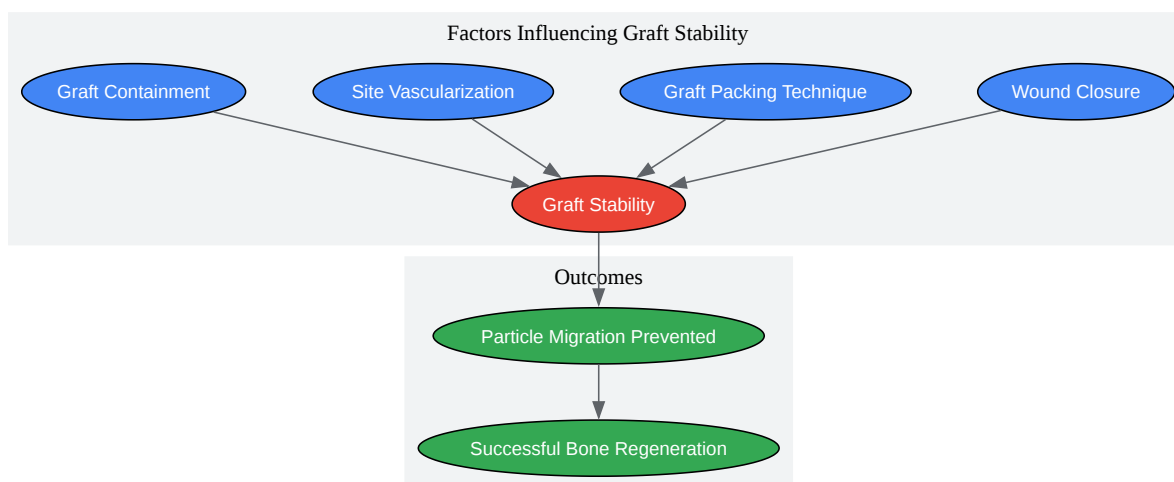 Factors Influencing Graft Stability
Graft Containment
Site Vascularization
Graft Packing Technique
Wound Closure
Graft Stability
Outcomes
Particle Migration Prevented
Successful Bone Regeneration